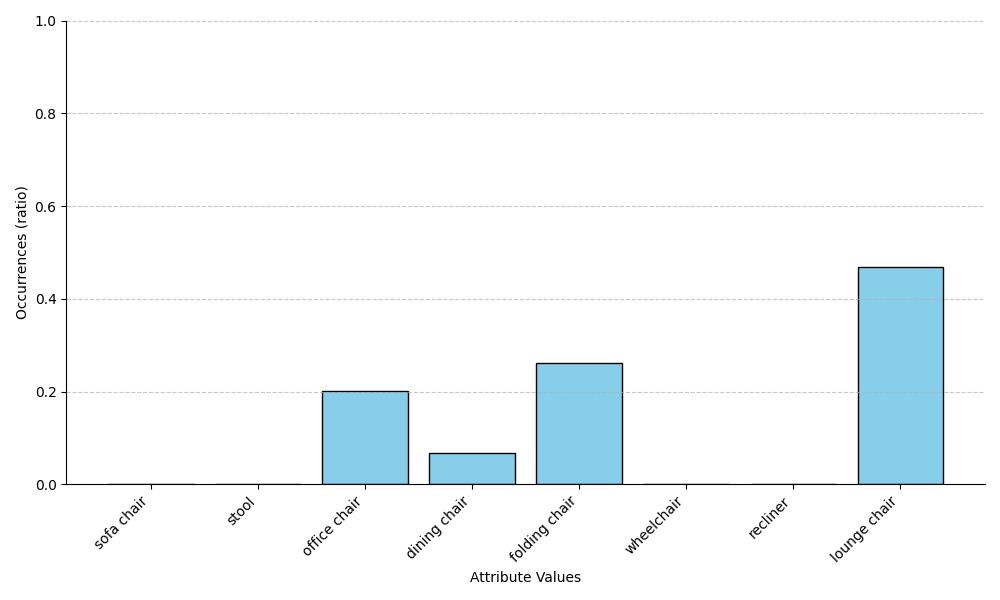 1.0
0.8
0.6
0.4
0.2
0.0
Occurrences (ratio)
sofa chair
stool
office chair
dining chair
folding chair
wheelchair
recliner
lounge chair
Attribute Values